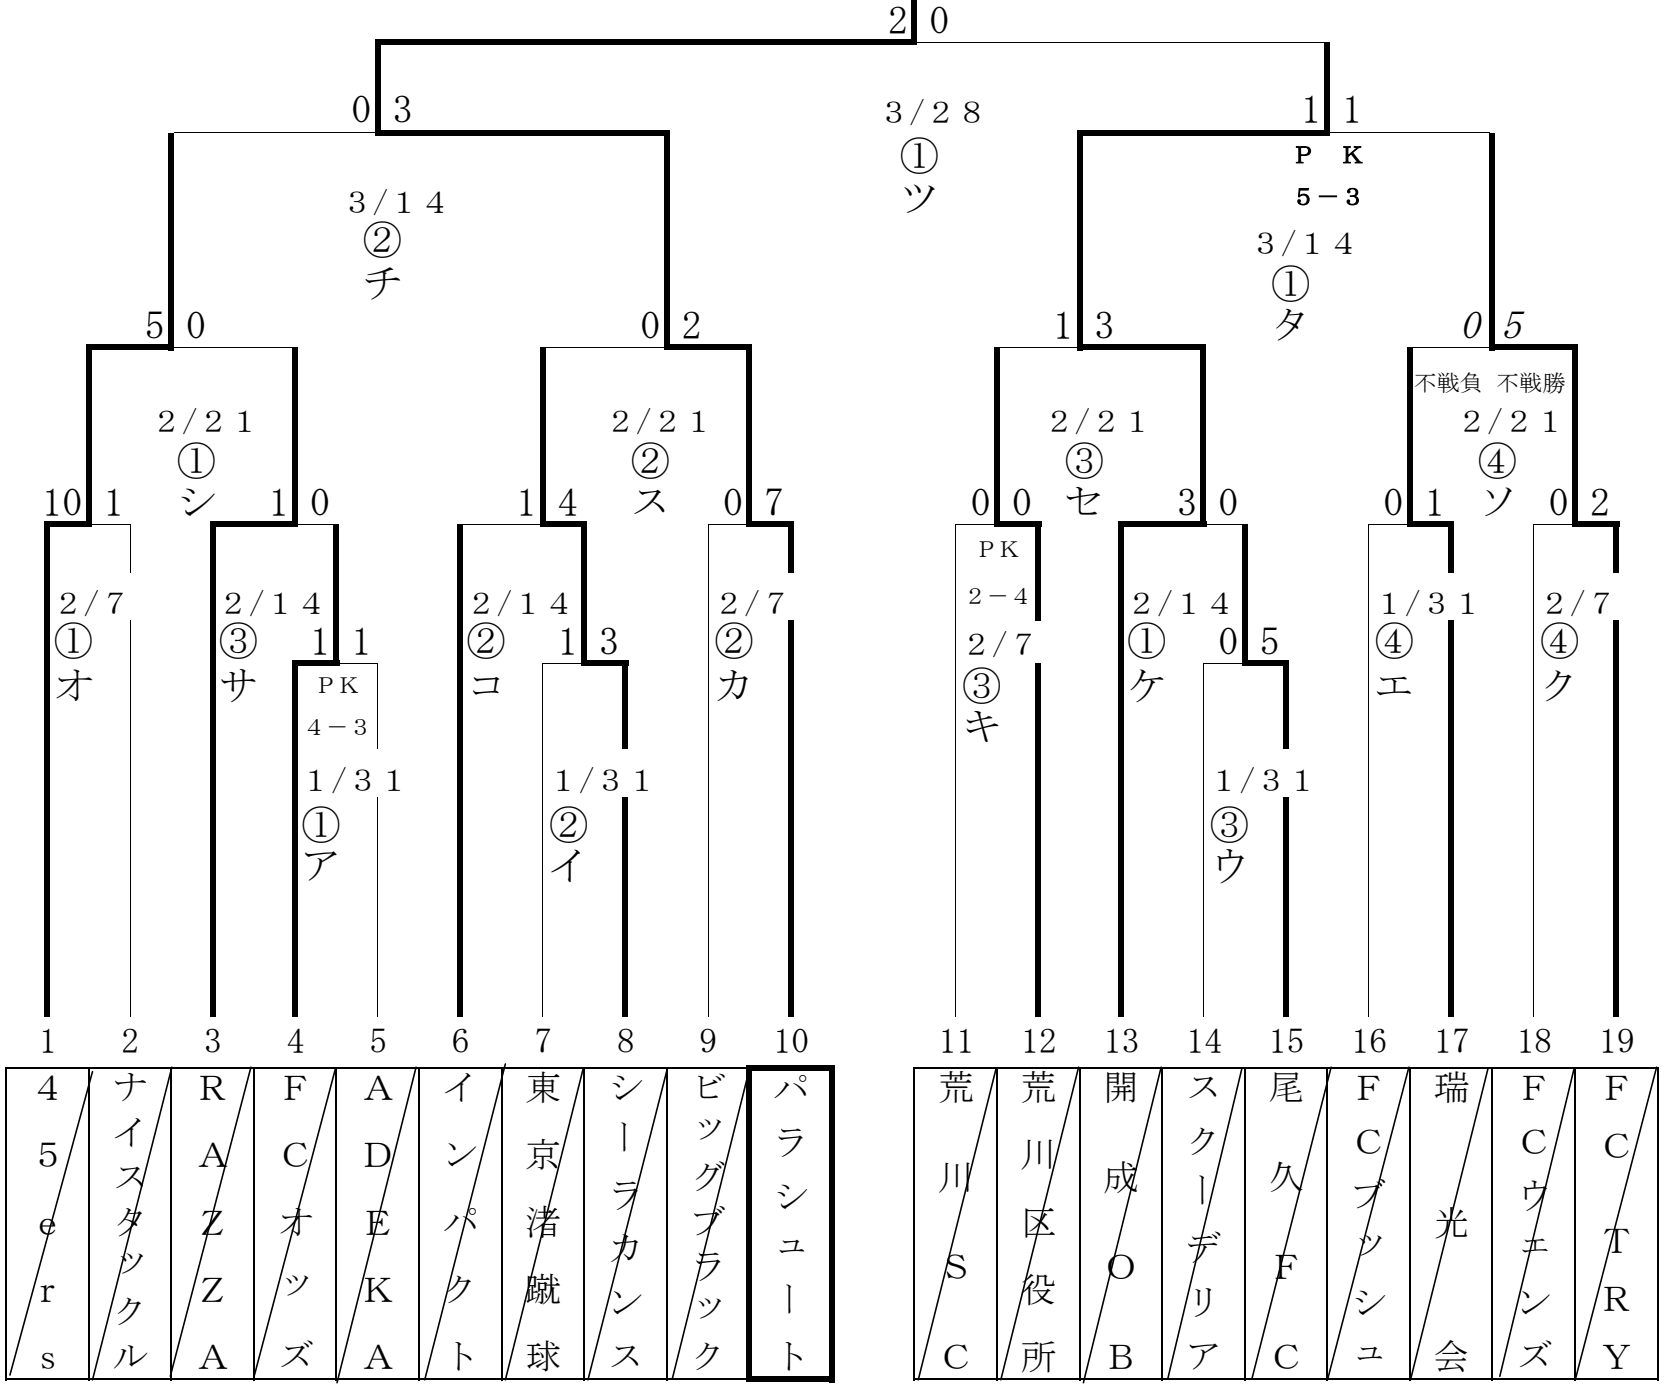 2 0
0 3
3/28
①
ツ
1 1
P K
5-3
3/14
②
チ
3/14
①
タ
5 0
0 2
1 3
0 5
不戦負 不戦勝
2/21
①
シ
2/21
②
ス
2/21
③
セ
2/21
④
ソ
10 1
1 0
1 4
0 7
0 0
3 0
0 1
0 2
PK
2-4
2/7
①
オ
2/14
③
サ
2/14
②
コ
2/7
②
カ
2/7
③
キ
2/14
①
ケ
1/31
④
エ
2/7
④
ク
1 1
PK
4-3
1 3
0 5
1/31
①
ア
1/31
②
イ
1/31
③
ウ
1 2 3 4 5 6 7 8 9 10 11 12 13 14 15 16 17 18 19
45ers
ナイスタックル
RAZZA
FCオッズ
ADEKA
インパクト
東京渚蹴球
シーラカンス
ビッグブラック
パラシュート
荒川SC
荒川区役所
開成OB
スクーデリア
尾久FC
FCブッシュ
瑞光会
FCウェンズ
FCTRY